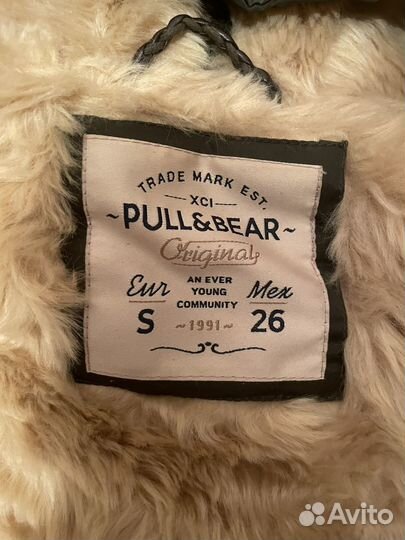 TRADE MARK EST.
XCI
~PULL&BEAR~
Original
Eur AN EVER Mex
YOUNG
COMMUNITY
S ~1991~ 26
Avito